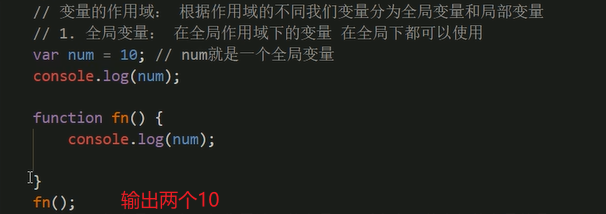 // 变量的作用域： 根据作用域的不同我们变量分为全局变量和局部变量
// 1. 全局变量： 在全局作用域下的变量 在全局下都可以使用
var num = 10; // num就是一个全局变量
console.log(num);
function fn() {
console.log(num);
}
fn(); 输出两个10